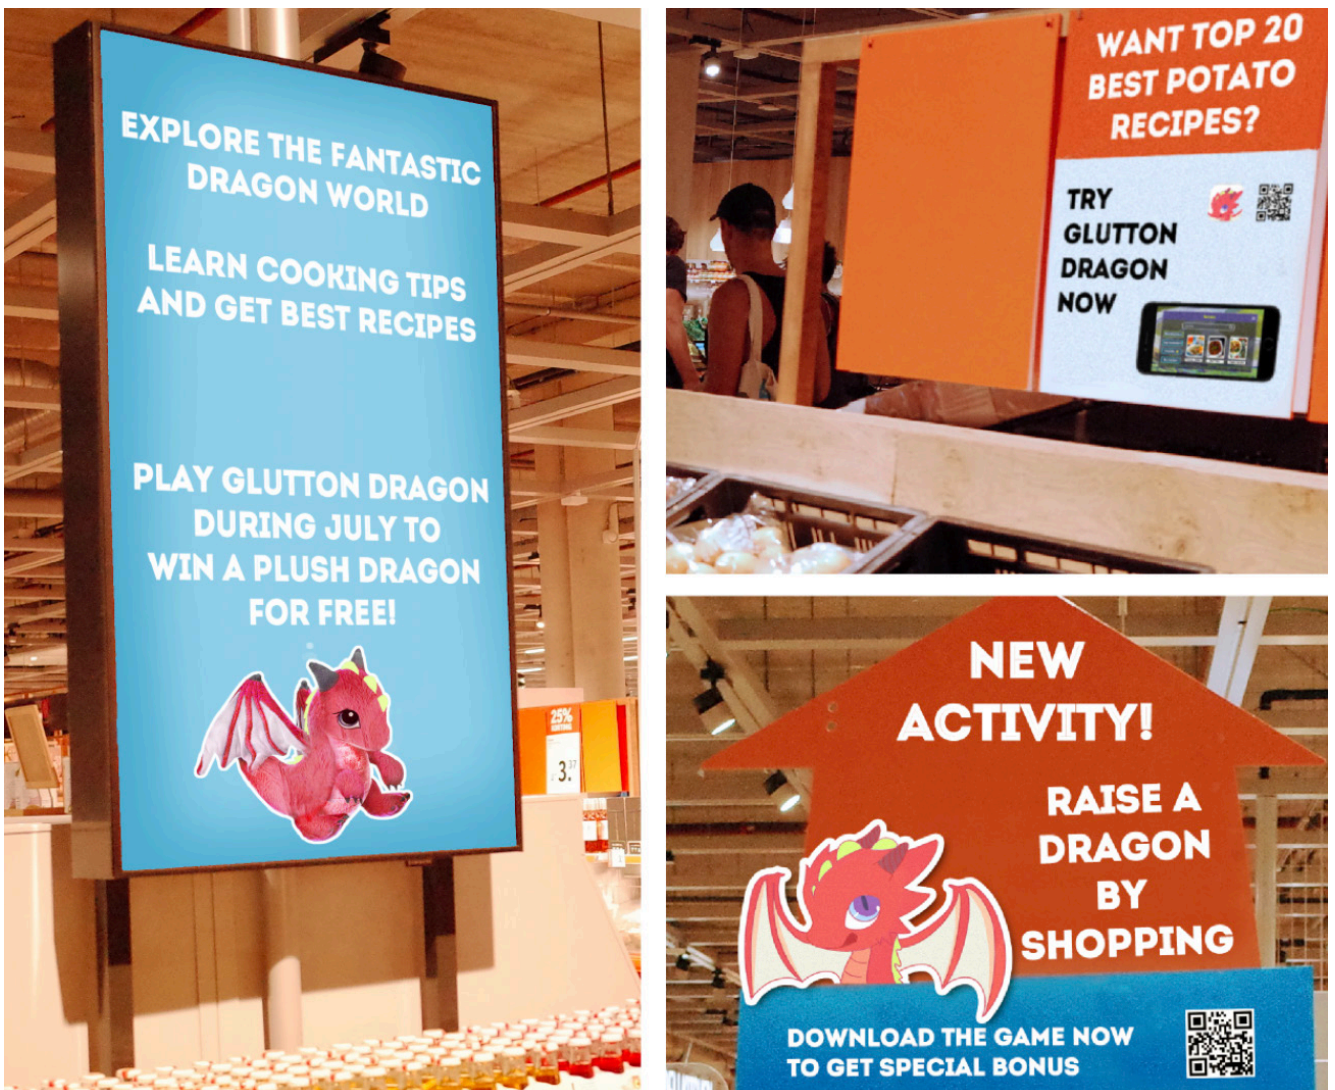 EXPLORE THE FANTASTIC
DRAGON WORLD
LEARN COOKING TIPS
AND GET BEST RECIPES
PLAY GLUTTON DRAGON
DURING JULY TO
WIN A PLUSH DRAGON
FOR FREE!
25%
3.37
WANT TOP 20
BEST POTATO
RECIPES?
TRY
GLUTTON
DRAGON
NOW
NEW
ACTIVITY!
RAISE A
DRAGON
BY
SHOPPING
DOWNLOAD THE GAME NOW
TO GET SPECIAL BONUS